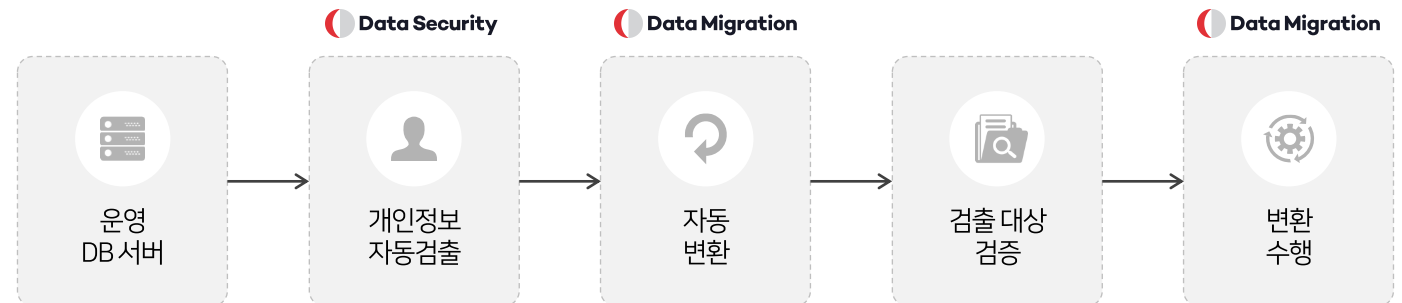 Data Security
Data Migration
Data Migration
운영
DB 서버
개인정보
자동검출
자동
변환
검출 대상
검증
변환
수행